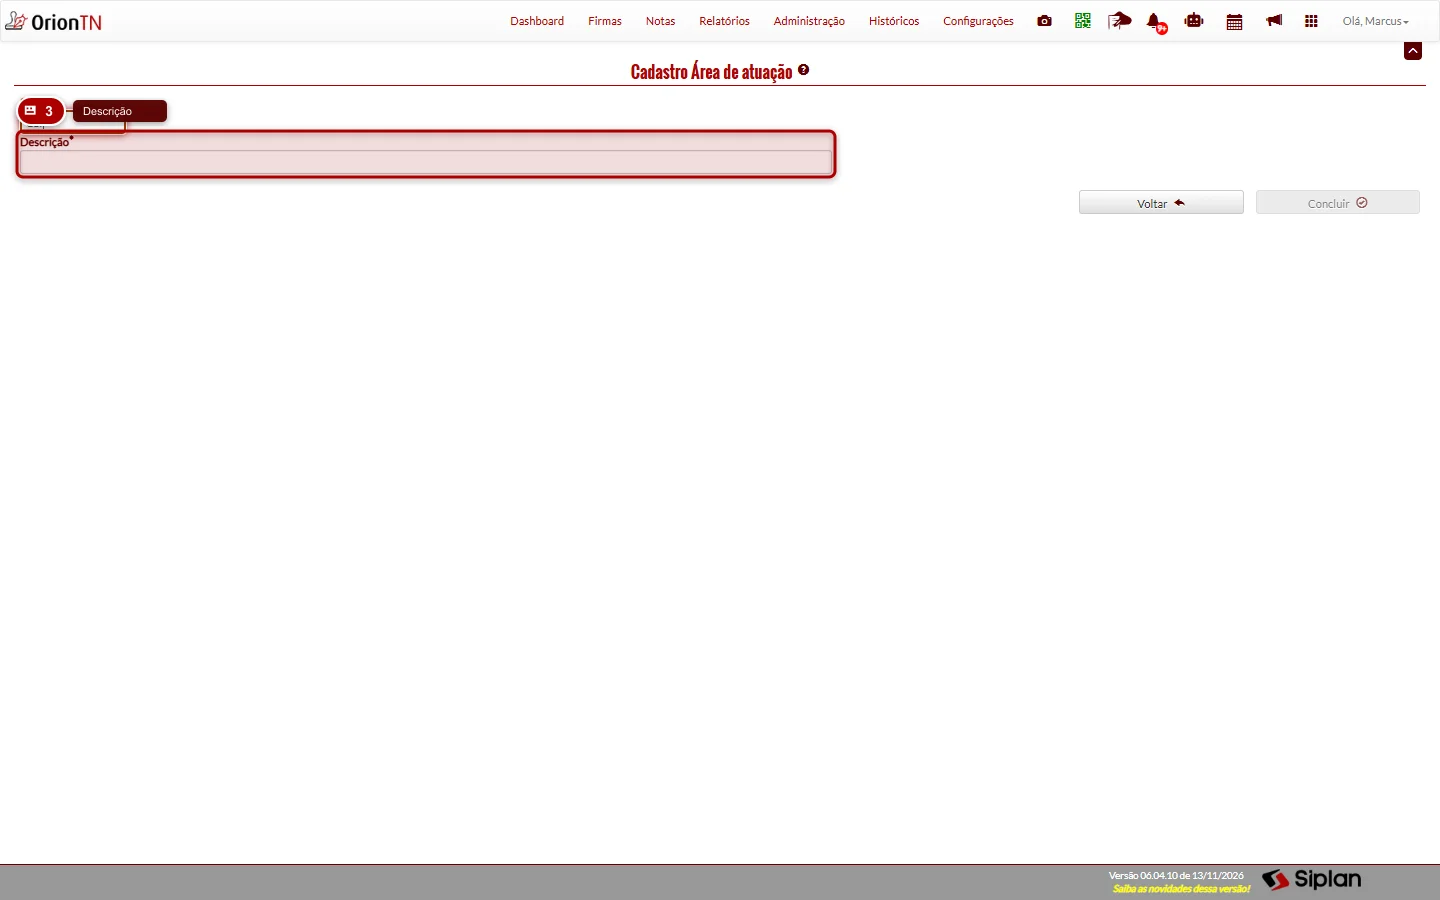 OrionTN
Dashboard
Firmas
Notas
Relatórios
Administração
Históricos
Configurações
9+
Olá, Marcus
Cadastro Área de atuação
3
Descrição
Descrição*
Voltar
Concluir
Versão 06.04.10 de 13/11/2026
Saiba as novidades dessa versão!
Siplan